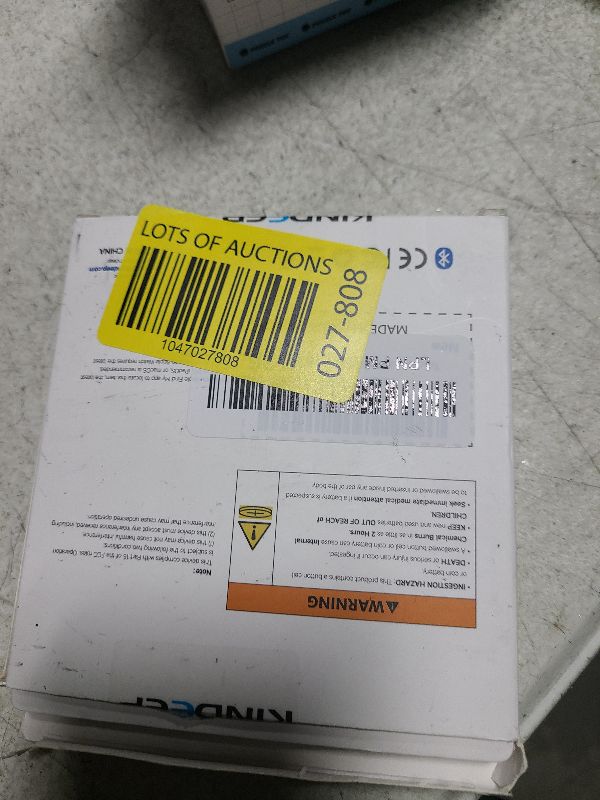 LOTS OF AUCTIONS
1047027808
027-808
KINDEEP
CE
CHINA
MADE
LPN
WARNING
• INGESTION HAZARD: This product contains a button cell
or coin battery.
• DEATH or serious injury can occur if ingested.
A swallowed button cell or coin battery can cause Internal
Chemical Burns in as little as 2 Hours.
KEEP new and used batteries OUT OF REACH of
CHILDREN.
• Seek immediate medical attention if a battery is suspected
to be swallowed or inserted inside any part of the body.
Note:
This device complies with Part 15 of the FCC rules. Operation
is subject to the following two conditions:
(1) This device may not cause harmful interference.
(2) this device must accept any interference received, including
interference that may cause undesired operation.
KINDEEP